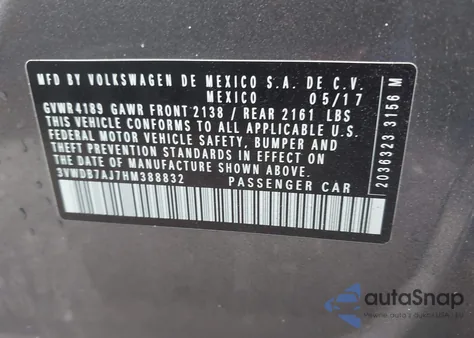 MFD BY VOLKSWAGEN DE MEXICO S.A. DE C.V.
MEXICO 05/17
GVWR4189 GAWR FRONT 2138 / REAR 2161 LBS
THIS VEHICLE CONFORMS TO ALL APPLICABLE U.S.
FEDERAL MOTOR VEHICLE SAFETY, BUMPER AND
THEFT PREVENTION STANDARDS IN EFFECT ON
THE DATE OF MANUFACTURE SHOWN ABOVE.
3VWDB7AJ7HM388832 PASSENGER CAR
2036323 3156 M
autoSnap